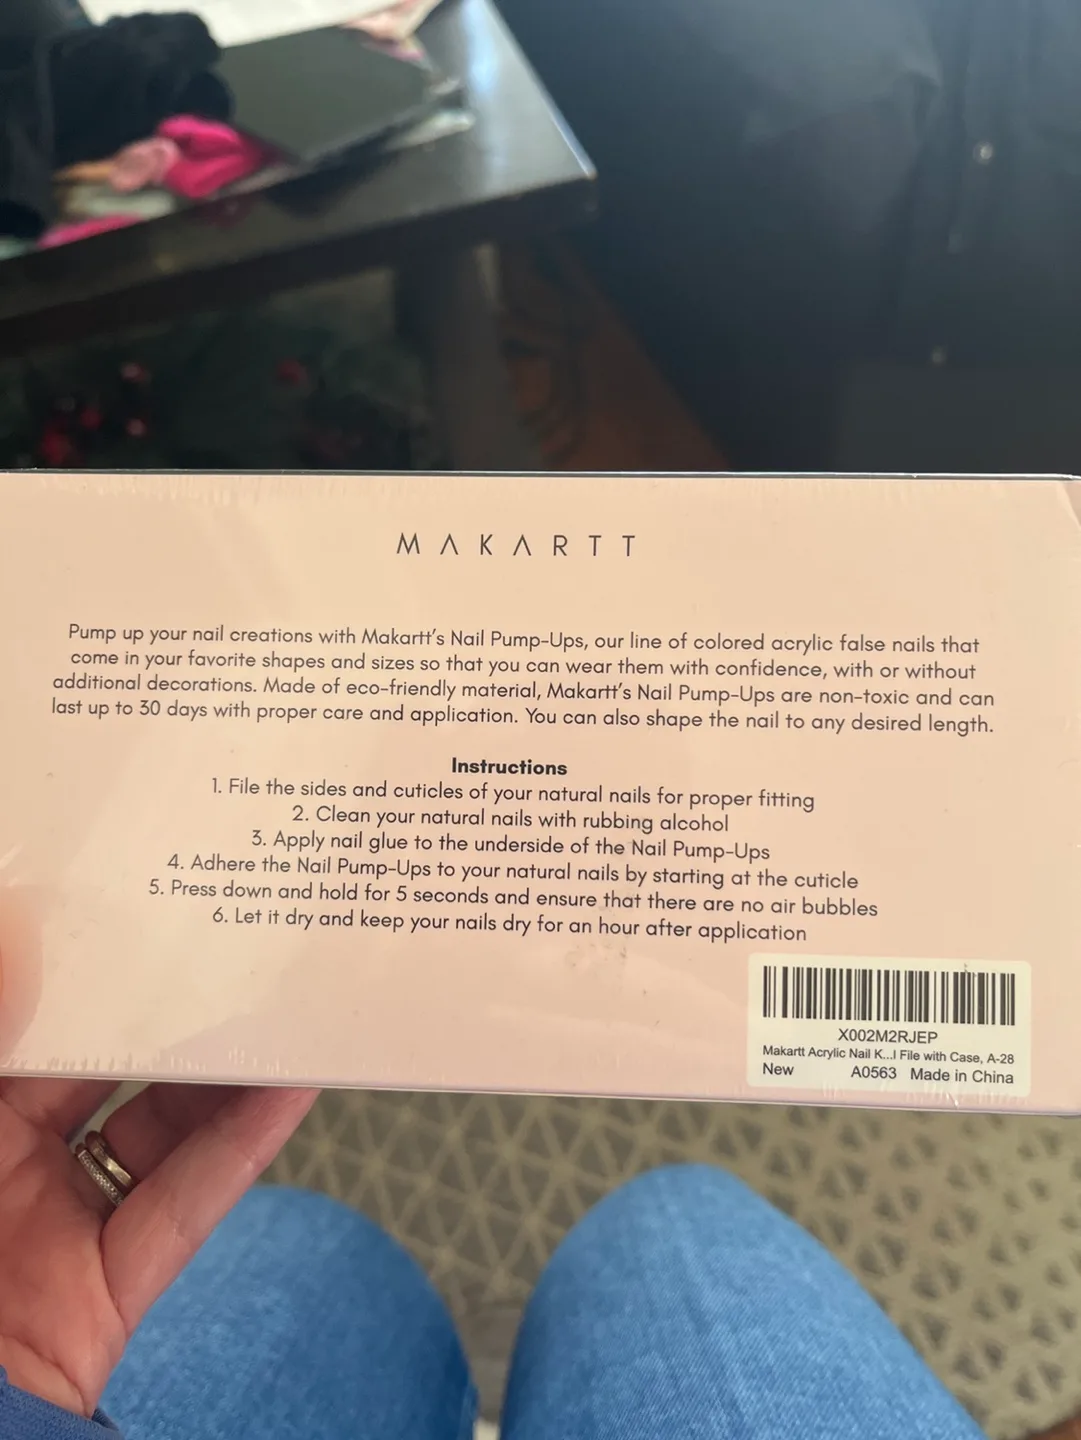 MAKARTT
Pump up your nail creations with Makartt's Nail Pump-Ups, our line of colored acrylic false nails that
come in your favorite shapes and sizes so that you can wear them with confidence, with or without
additional decorations. Made of eco-friendly material, Makartt's Nail Pump-Ups are non-toxic and can
last up to 30 days with proper care and application. You can also shape the nail to any desired length.
Instructions
1. File the sides and cuticles of your natural nails for proper fitting
2. Clean your natural nails with rubbing alcohol
3. Apply nail glue to the underside of the Nail Pump-Ups
4. Adhere the Nail Pump-Ups to your natural nails by starting at the cuticle
5. Press down and hold for 5 seconds and ensure that there are no air bubbles
6. Let it dry and keep your nails dry for an hour after application
X002M2RJEP
Makartt Acrylic Nail K...l File with Case, A-28
New A0563 Made in China